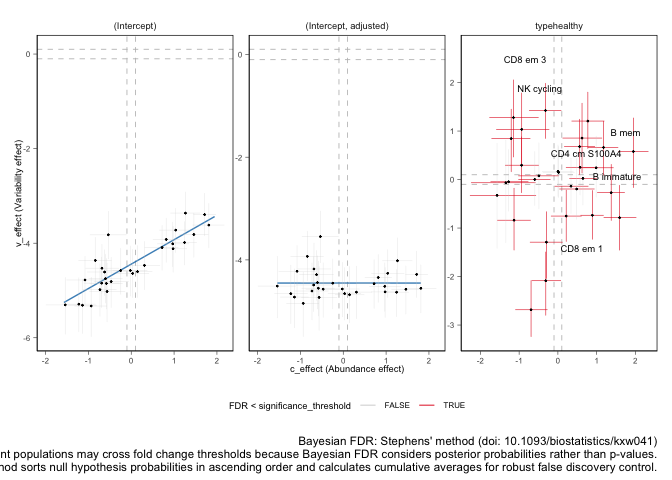 (Intercept)
(Intercept, adjusted)
typehealthy
v_effect (Variability effect)
0
-2
-4
-6
0
-2
-4
2
1
0
-1
-2
-3
CD8 em 3
NK cycling
B mem
CD4 cm S100A4
B immature
CD8 em 1
-2 -1 0 1 2
-2 -1 0 1 2
-2 -1 0 1 2
c_effect (Abundance effect)
FDR < significance_threshold FALSE TRUE
Bayesian FDR: Stephens' method (doi: 10.1093/biostatistics/kxw041)
nt populations may cross fold change thresholds because Bayesian FDR considers posterior probabilities rather than p-values.
nod sorts null hypothesis probabilities in ascending order and calculates cumulative averages for robust false discovery control.